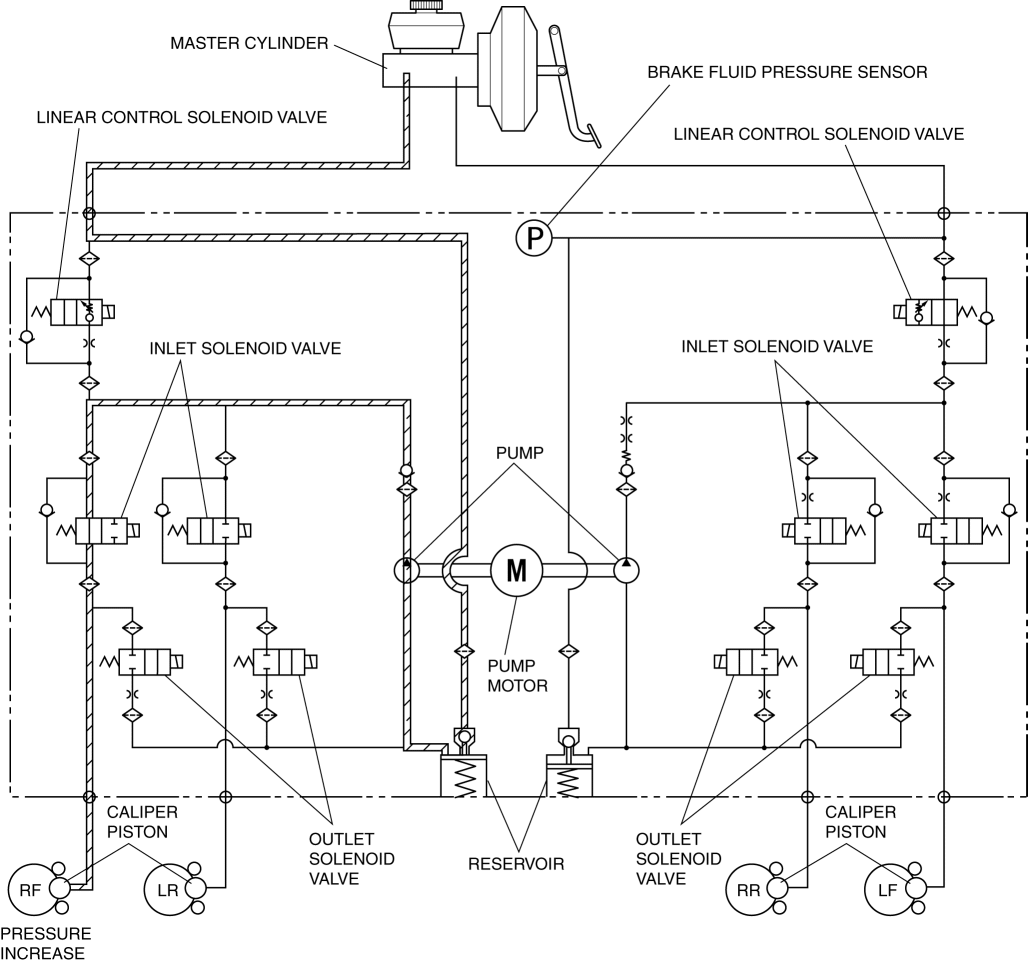 MASTER CYLINDER
BRAKE FLUID PRESSURE SENSOR
LINEAR CONTROL SOLENOID VALVE
LINEAR CONTROL SOLENOID VALVE
P
INLET SOLENOID VALVE
INLET SOLENOID VALVE
PUMP
M
PUMP
MOTOR
CALIPER
PISTON
OUTLET
SOLENOID
VALVE
RESERVOIR
OUTLET
SOLENOID
VALVE
CALIPER
PISTON
RF
LR
RR
LF
PRESSURE
INCREASE